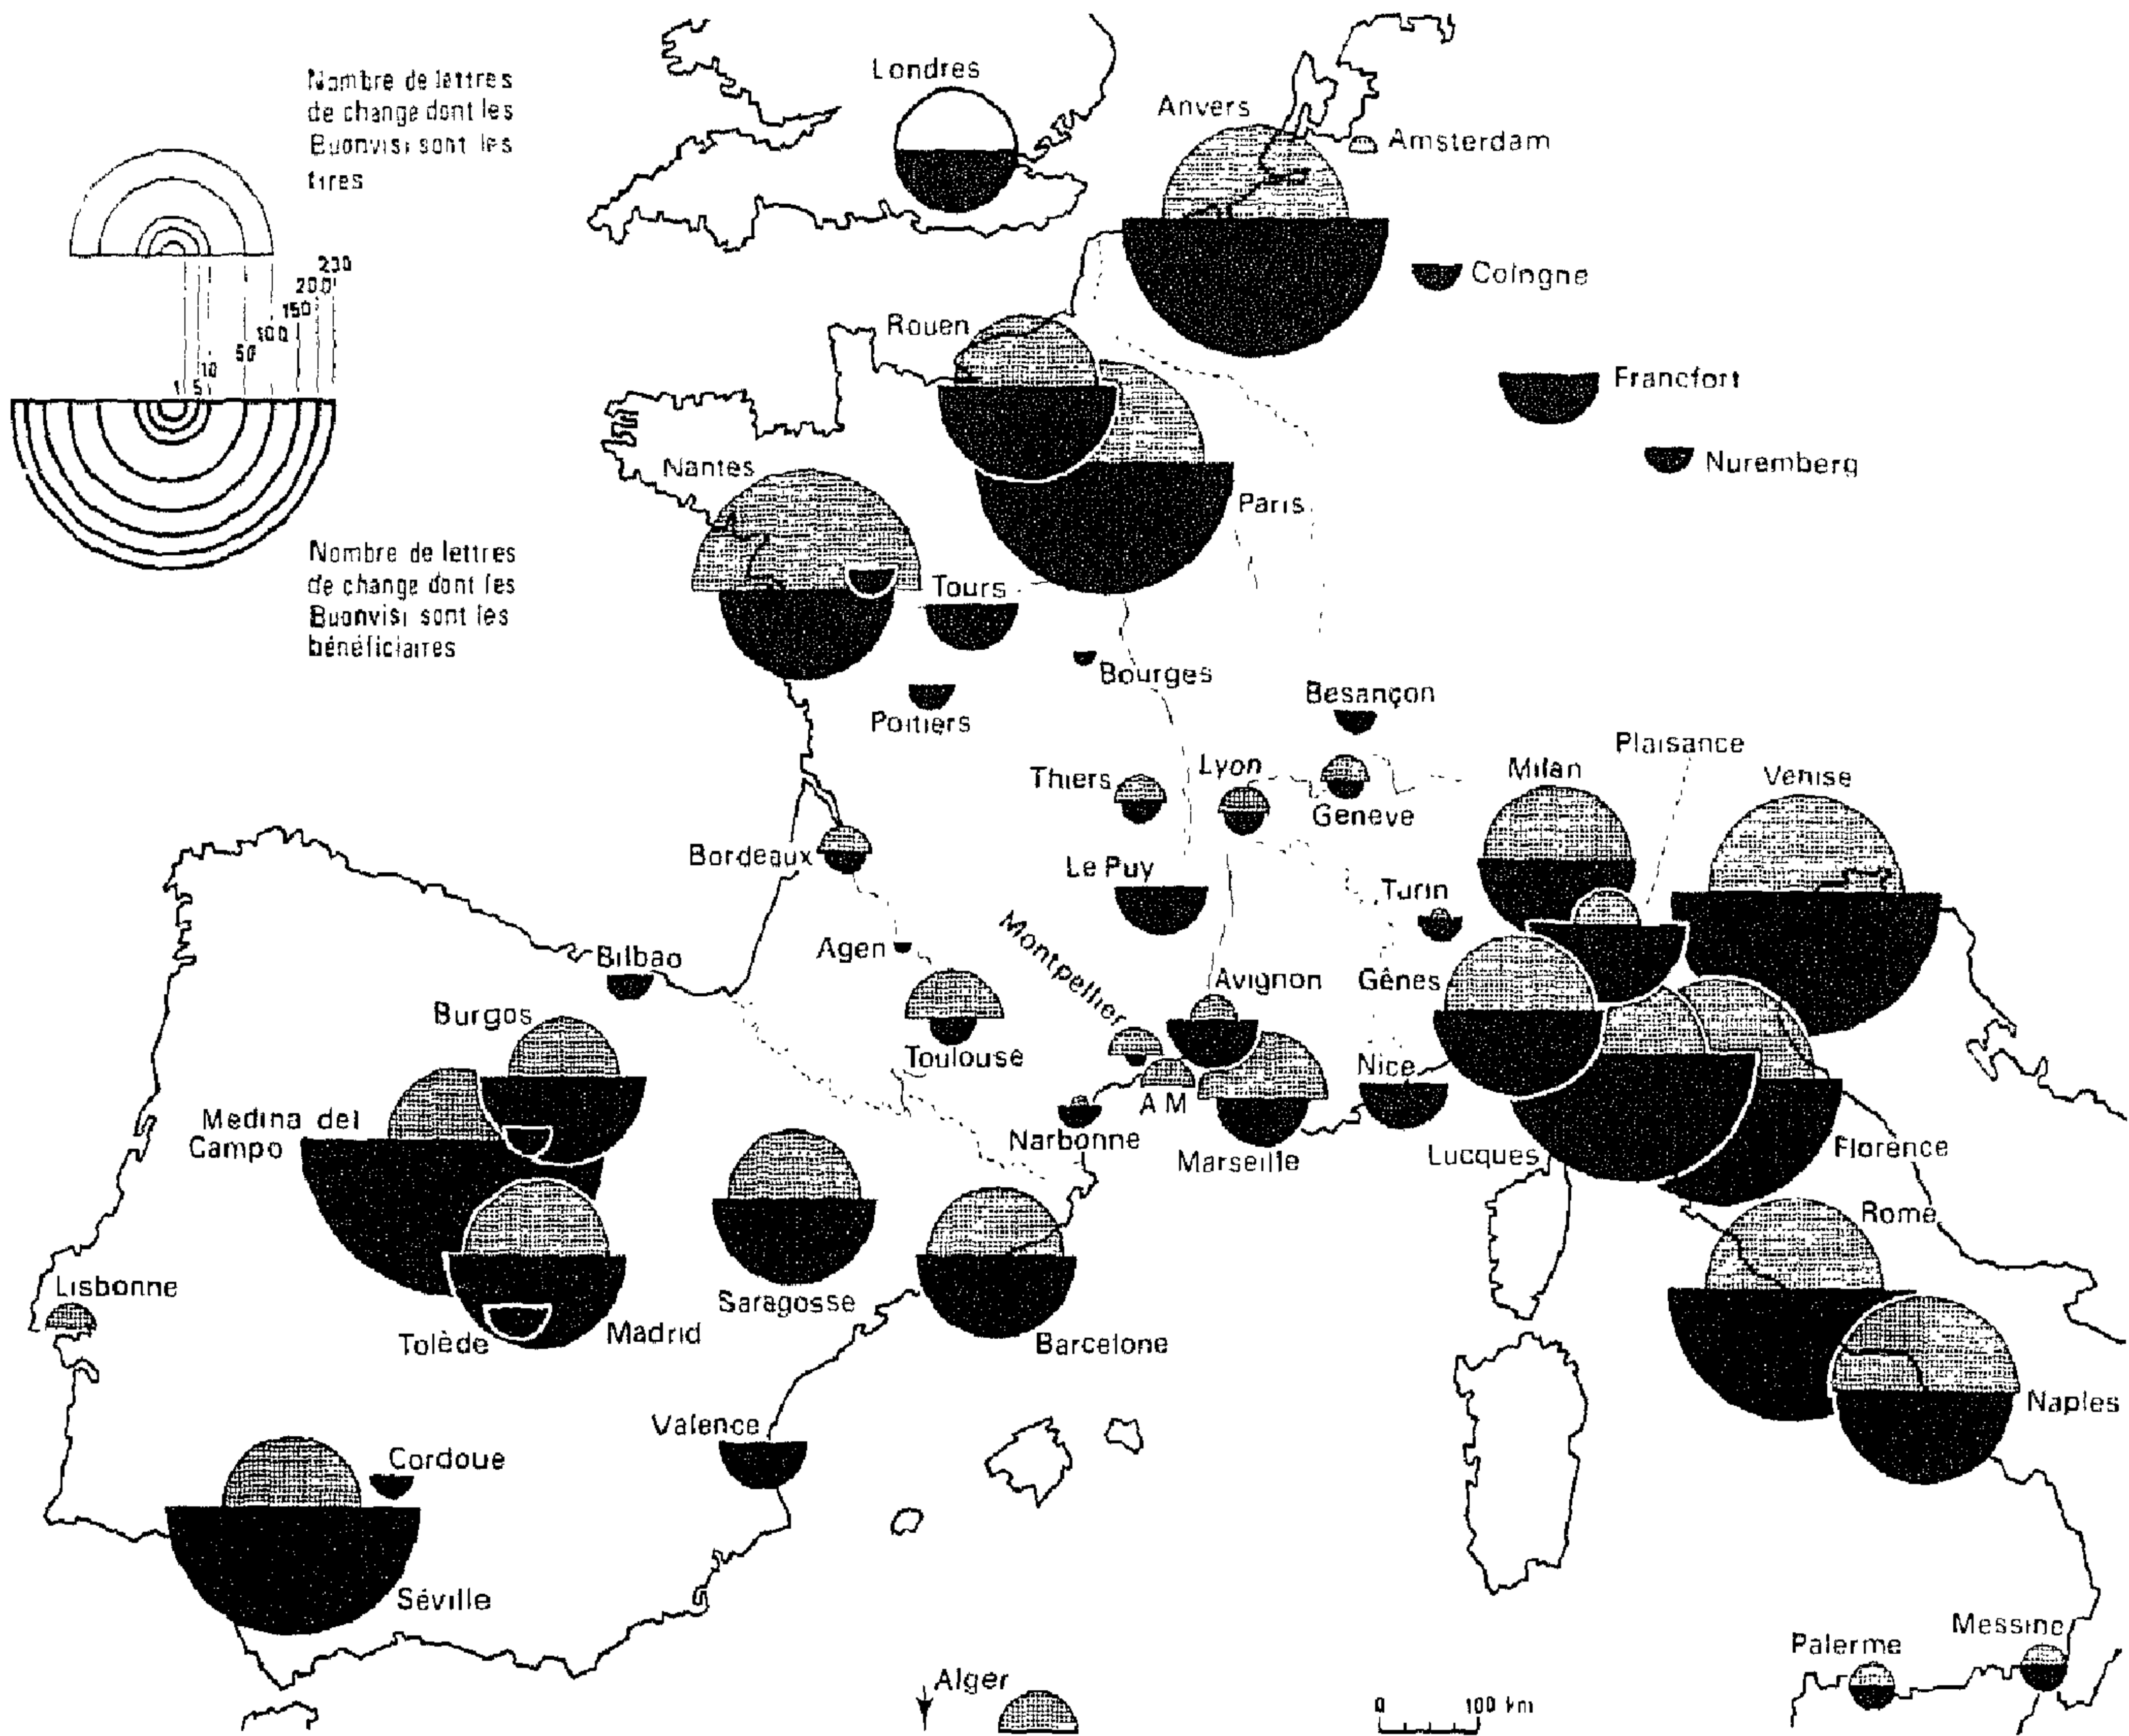 Nombre de lettres
de change dont les
Buonvisi sont les
tires
230
200
150
100
50
10
5
1
Nombre de lettres
de change dont les
Buonvisi sont les
bénéficiaires
Londres
Anvers
Amsterdam
Cologne
Rouen
Francfort
Nuremberg
Nantes
Paris
Tours
Bourges
Poitiers
Besançon
Plaisance
Thiers
Lyon
Genève
Milan
Venise
Bordeaux
Le Puy
Turin
Agen
Montpellier
Bilbao
Avignon
Gênes
Burgos
Toulouse
Nice
A M
Medina del
Campo
Narbonne
Marseille
Lucques
Florence
Rome
Lisbonne
Saragosse
Tolède
Madrid
Barcelone
Naples
Valence
Cordoue
Séville
Messine
Palerme
Alger
0 100 km